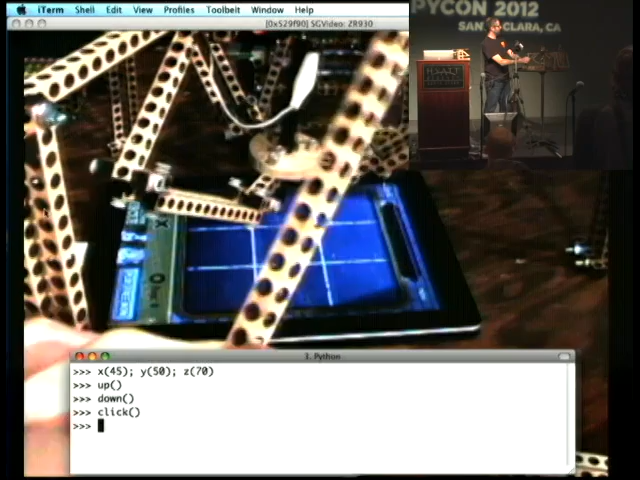 iTerm Shell Edit View Profiles Toolbelt Window Help
[0x529f90] SGVideo: ZR930
PYCON 2012
SANTA CLARA, CA
HYATT
3. Python
>>> x(45); y(50); z(70)
>>> up()
>>> down()
>>> click()
>>>